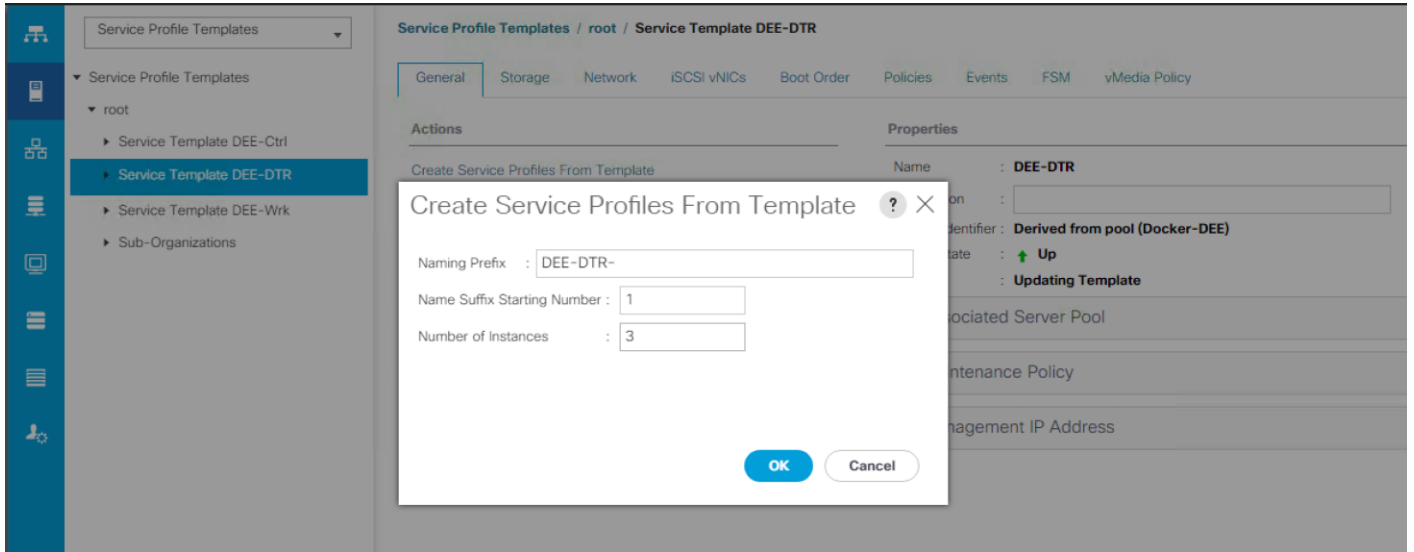 Service Profile Templates
Service Profile Templates / root / Service Template DEE-DTR
Service Profile Templates
root
Service Template DEE-Ctrl
Service Template DEE-DTR
Service Template DEE-Wrk
Sub-Organizations
General Storage Network iSCSI vNICs Boot Order Policies Events FSM vMedia Policy
Actions
Create Service Profiles From Template
Properties
Name : DEE-DTR
on :
dentifier : Derived from pool (Docker-DEE)
tate : Up
: Updating Template
ociated Server Pool
ntenance Policy
nagement IP Address
Create Service Profiles From Template ?
Naming Prefix : DEE-DTR-
Name Suffix Starting Number : 1
Number of Instances : 3
OK Cancel